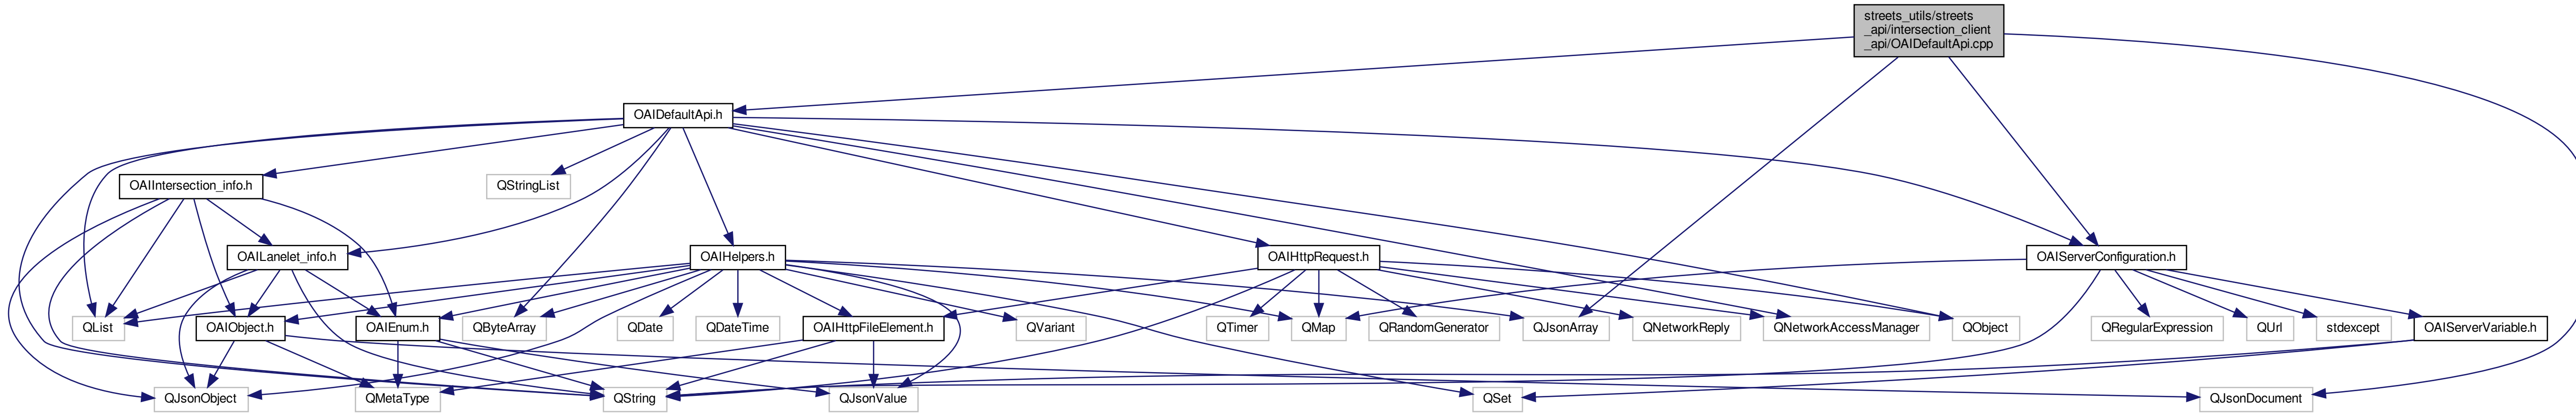 streets_utils/streets
_api/intersection_client
_api/OAIDefaultApi.cpp
OAIDefaultApi.h
OAIIntersection_info.h
QStringList
OAILanelet_info.h
OAIHelpers.h
OAIHttpRequest.h
OAIServerConfiguration.h
QList
OAIObject.h
OAIEnum.h
QByteArray
QDate
QDateTime
OAIHttpFileElement.h
QVariant
QTimer
QMap
QRandomGenerator
QJsonArray
QNetworkReply
QNetworkAccessManager
QObject
QRegularExpression
QUrl
stdexcept
OAIServerVariable.h
QJsonObject
QMetaType
QString
QJsonValue
QSet
QJsonDocument